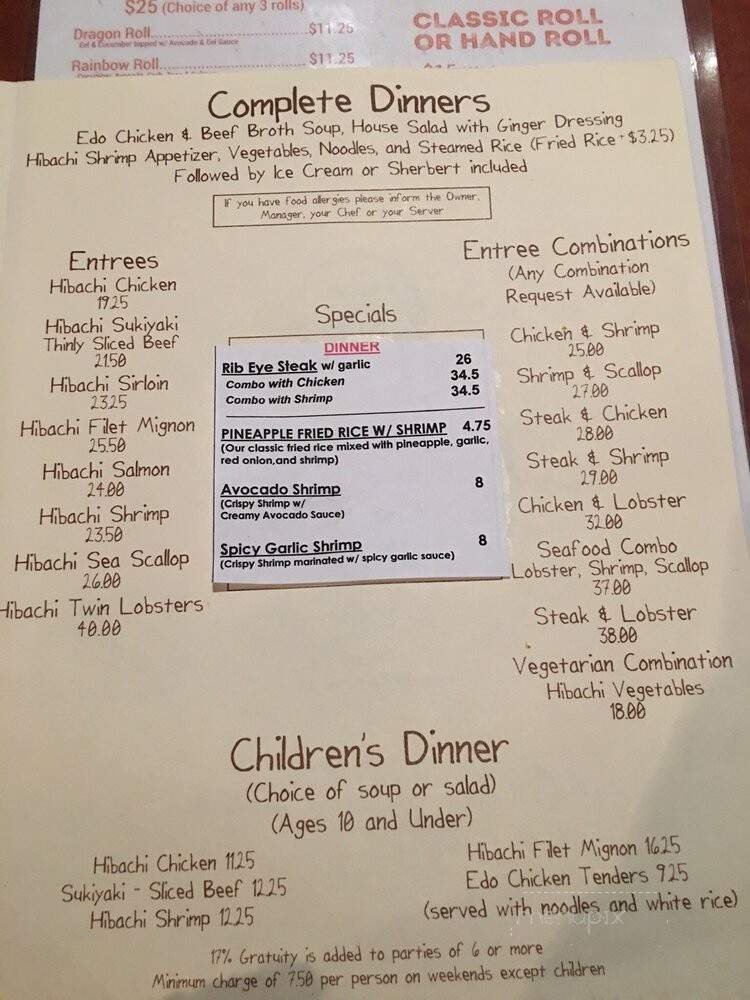 $25 (Choice of any 3 rolls)
Dragon Roll..............................$11.25
Eel & Cucumber topped w/ Avocado & Eel Sauce
Rainbow Roll............................$11.25
CLASSIC ROLL
OR HAND ROLL
Complete Dinners
Edo Chicken & Beef Broth Soup, House Salad with Ginger Dressing
Hibachi Shrimp Appetizer, Vegetables, Noodles, and Steamed Rice (Fried Rice + $3.25)
Followed by Ice Cream or Sherbert included
If you have food allergies please inform the Owner,
Manager, your Chef or your Server
Entrees
Hibachi Chicken
19.25
Hibachi Sukiyaki
Thinly Sliced Beef
21.50
Hibachi Sirloin
23.25
Hibachi Filet Mignon
25.50
Hibachi Salmon
24.00
Hibachi Shrimp
23.50
Hibachi Sea Scallop
26.00
Hibachi Twin Lobsters
40.00
Specials
DINNER
Rib Eye Steak w/ garlic 26
Combo with Chicken 34.5
Combo with Shrimp 34.5
PINEAPPLE FRIED RICE W/ SHRIMP 4.75
(Our classic fried rice mixed with pineapple, garlic,
red onion,and shrimp)
Avocado Shrimp 8
(Crispy Shrimp w/
Creamy Avocado Sauce)
Spicy Garlic Shrimp 8
(Crispy Shrimp marinated w/ spicy garlic sauce)
Entree Combinations
(Any Combination
Request Available)
Chicken & Shrimp
25.00
Shrimp & Scallop
27.00
Steak & Chicken
28.00
Steak & Shrimp
29.00
Chicken & Lobster
32.00
Seafood Combo
Lobster, Shrimp, Scallop
37.00
Steak & Lobster
38.00
Vegetarian Combination
Hibachi Vegetables
18.00
Children's Dinner
(Choice of soup or salad)
(Ages 10 and Under)
Hibachi Chicken 11.25
Sukiyaki - Sliced Beef 12.25
Hibachi Shrimp 12.25
Hibachi Filet Mignon 16.25
Edo Chicken Tenders 9.25
(served with noodles and white rice)
menupix
17% Gratuity is added to parties of 6 or more
Minimum charge of 7.50 per person on weekends except children